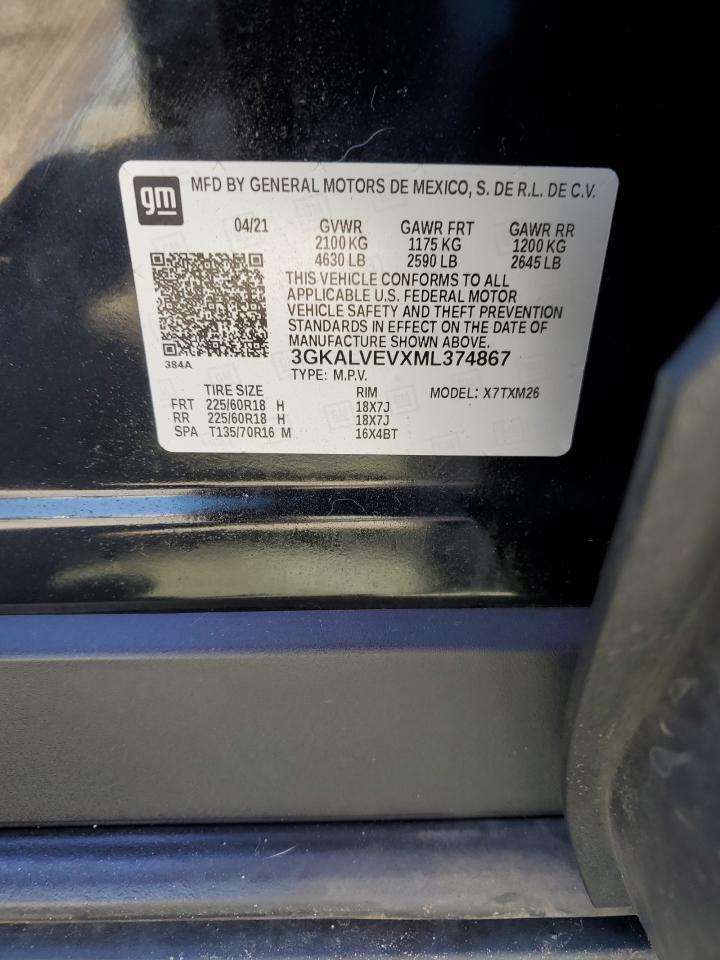 gm MFD BY GENERAL MOTORS DE MEXICO, S. DE R.L. DE C.V.
04/21 GVWR GAWR FRT GAWR RR
2100 KG 1175 KG 1200 KG
4630 LB 2590 LB 2645 LB
THIS VEHICLE CONFORMS TO ALL
APPLICABLE U.S. FEDERAL MOTOR
VEHICLE SAFETY AND THEFT PREVENTION
STANDARDS IN EFFECT ON THE DATE OF
MANUFACTURE SHOWN ABOVE.
384A
3GKALVEVXML374867
TYPE: M.P.V.
TIRE SIZE RIM MODEL: X7TXM26
FRT 225/60R18 H 18X7J
RR 225/60R18 H 18X7J
SPA T135/70R16 M 16X4BT